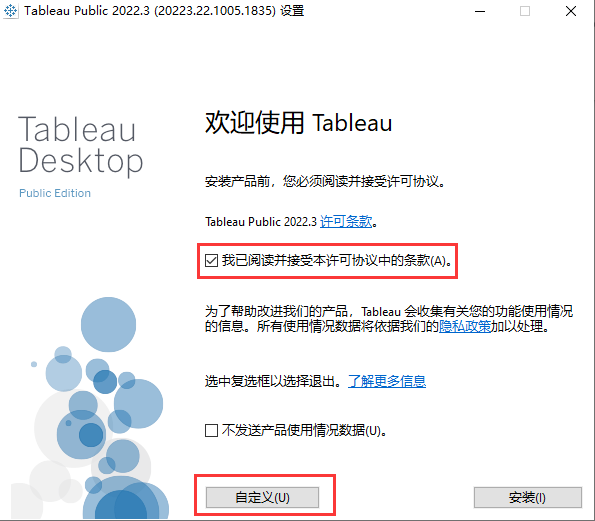 Tableau Public 2022.3 (20223.22.1005.1835) 设置
Tableau
Desktop
Public Edition
欢迎使用 Tableau
安装产品前，您必须阅读并接受许可协议。
Tableau Public 2022.3 许可条款。
我已阅读并接受本许可协议中的条款(A)。
为了帮助改进我们的产品，Tableau 会收集有关您的功能使用情况
的信息。所有使用情况数据将依据我们的隐私政策加以处理。
选中复选框以选择退出。了解更多信息
不发送产品使用情况数据(U)。
自定义(U)
安装(I)